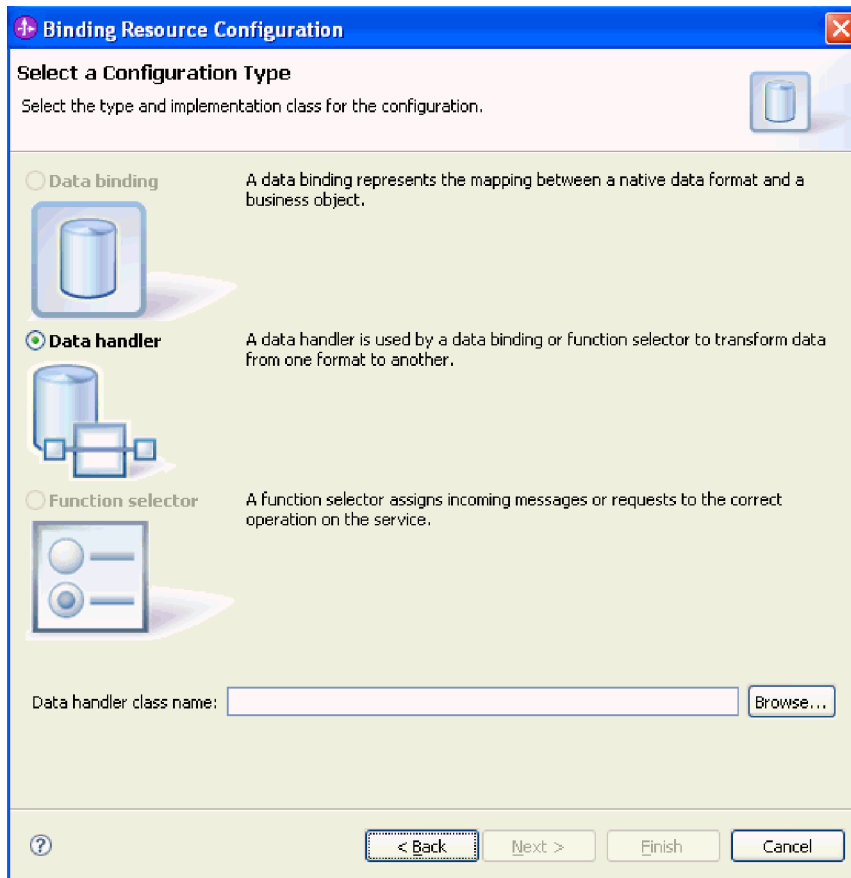 Binding Resource Configuration
Select a Configuration Type
Select the type and implementation class for the configuration.
Data binding
A data binding represents the mapping between a native data format and a
business object.
Data handler
A data handler is used by a data binding or function selector to transform data
from one format to another.
Function selector
A function selector assigns incoming messages or requests to the correct
operation on the service.
Data handler class name:
Browse...
?
< Back
Next >
Finish
Cancel